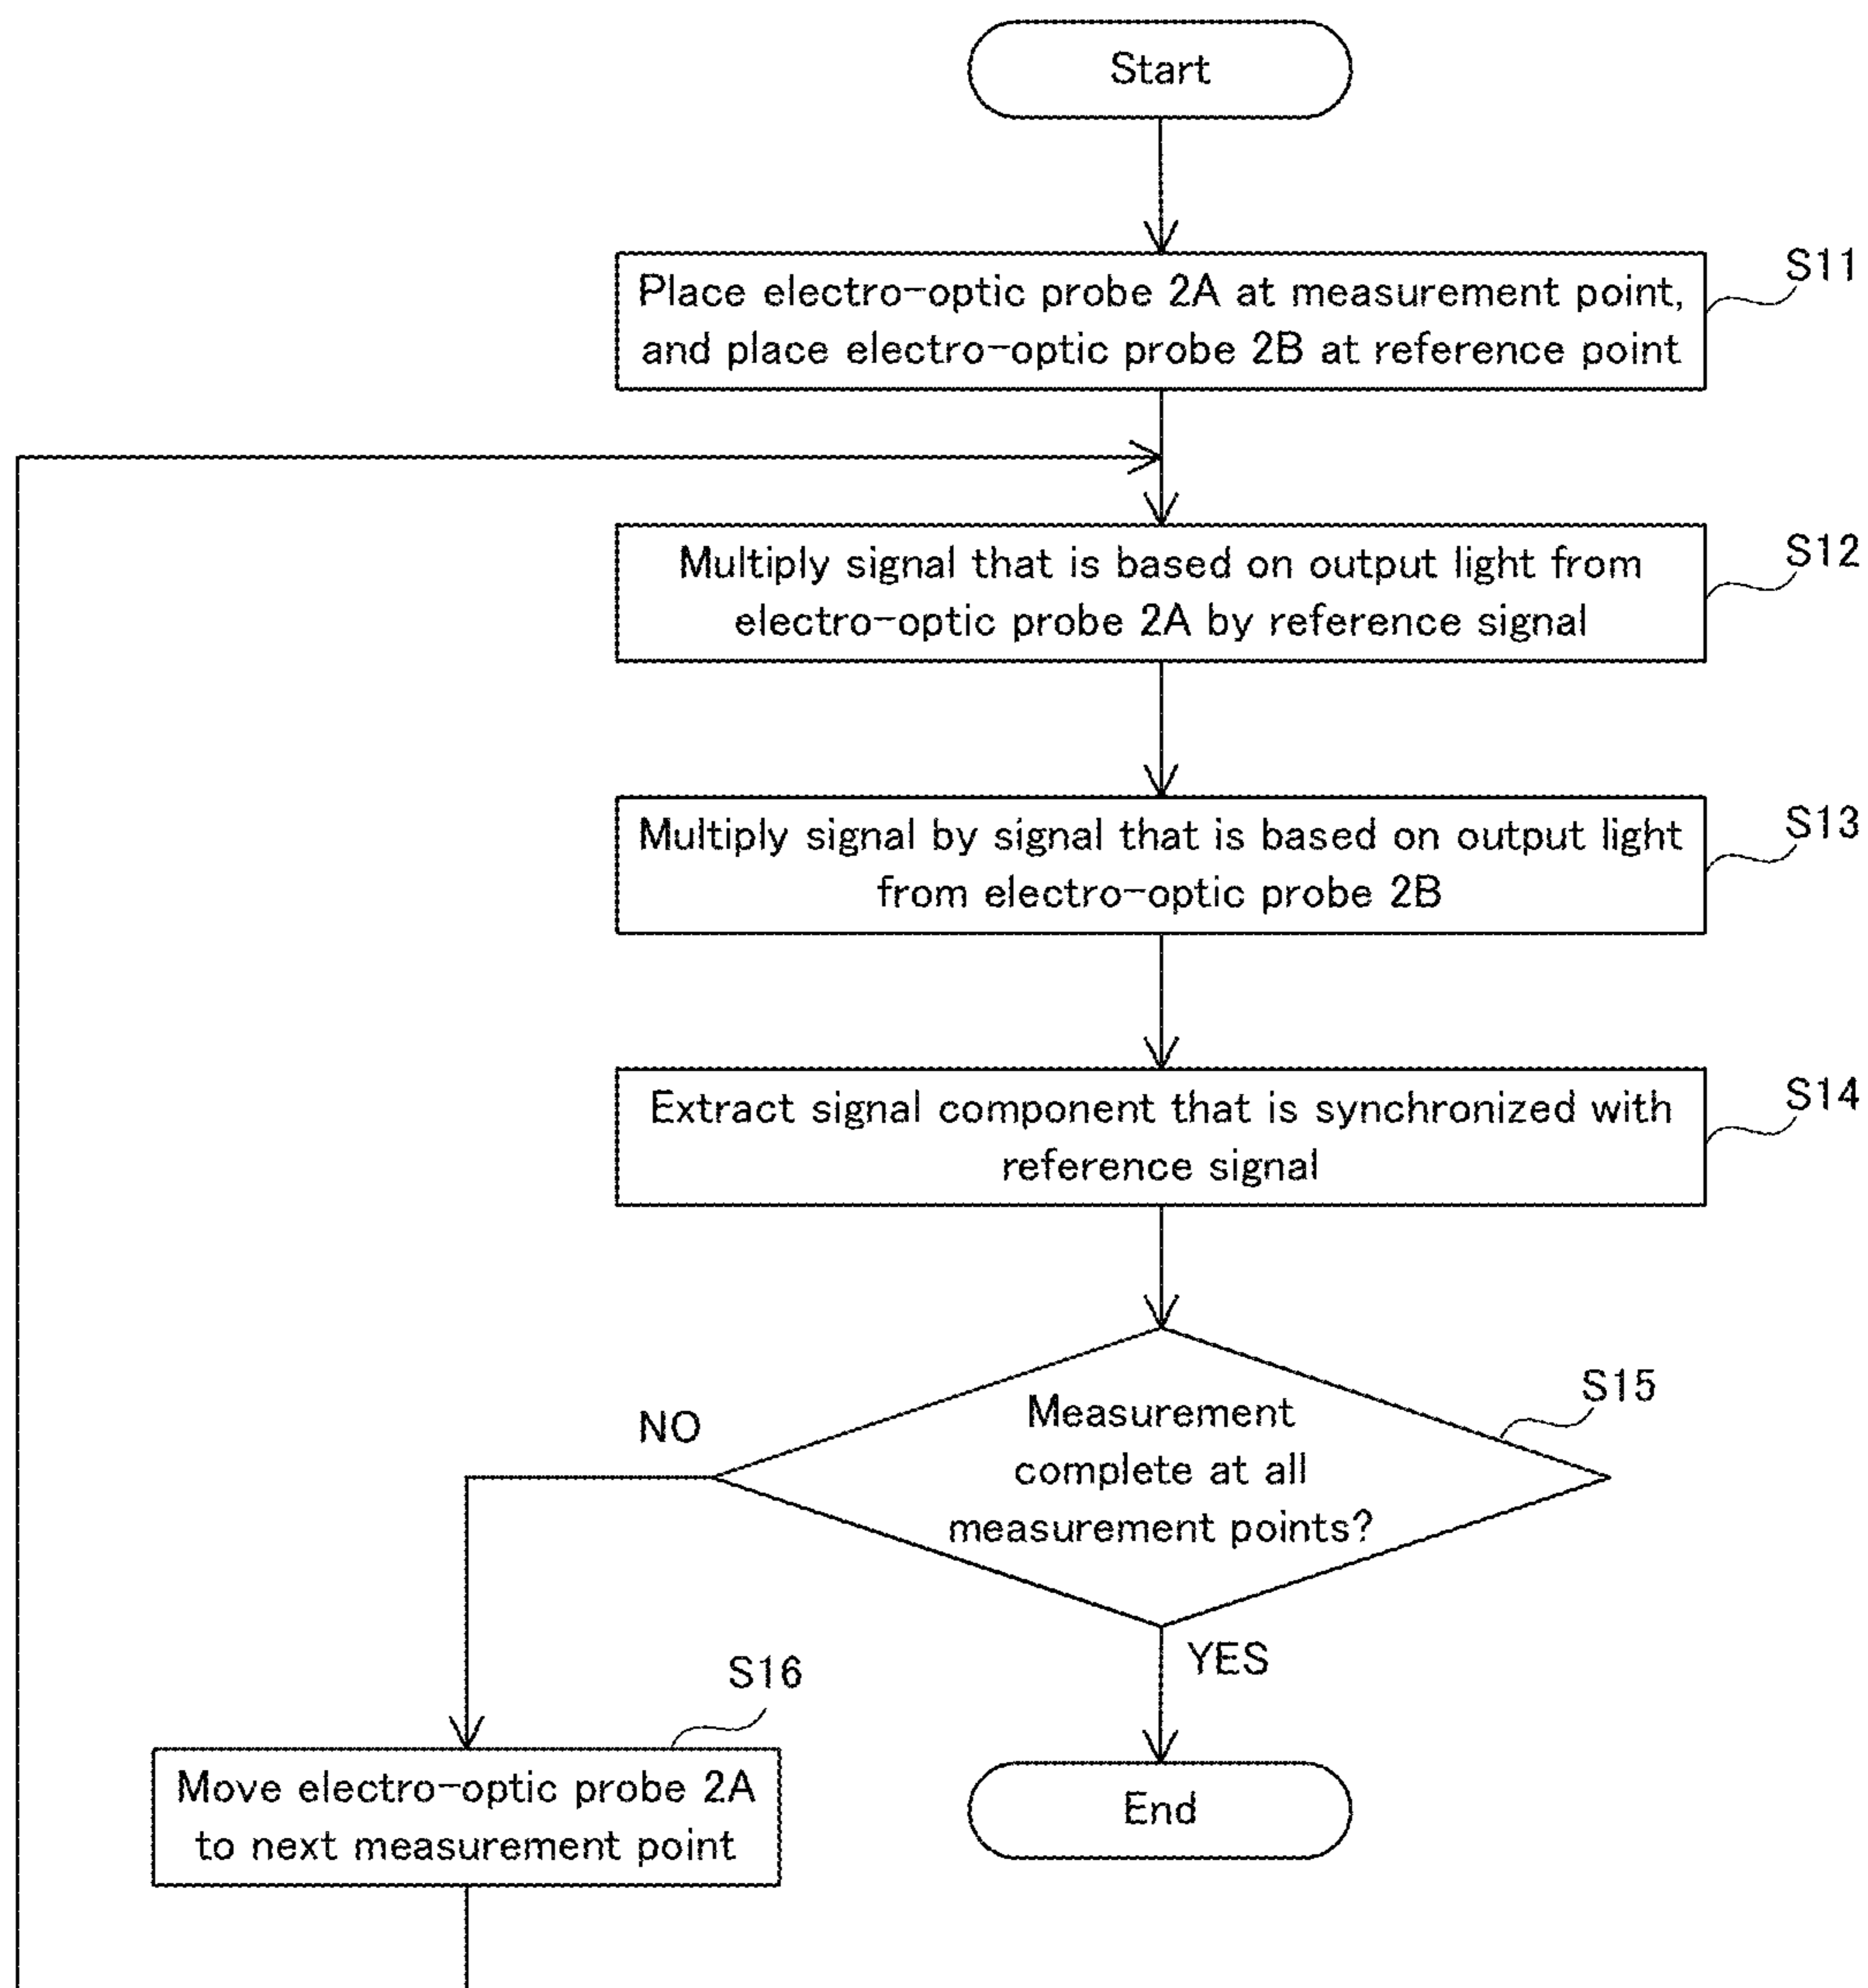 Start
Place electro-optic probe 2A at measurement point,
and place electro-optic probe 2B at reference point
S11
Multiply signal that is based on output light from
electro-optic probe 2A by reference signal
S12
Multiply signal by signal that is based on output light
from electro-optic probe 2B
S13
Extract signal component that is synchronized with
reference signal
S14
Measurement
complete at all
measurement points?
S15
NO
YES
S16
Move electro-optic probe 2A
to next measurement point
End